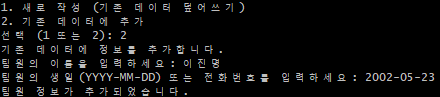 1. 새로 작성 (기존 데이터 덮어쓰기)
2. 기존 데이터에 추가
선택 (1 또는 2): 2
기존 데이터에 정보를 추가합니다.
팀원의 이름을 입력하세요: 이진명
팀원의 생일(YYYY-MM-DD) 또는 전화번호를 입력하세요: 2002-05-23
팀원 정보가 추가되었습니다.